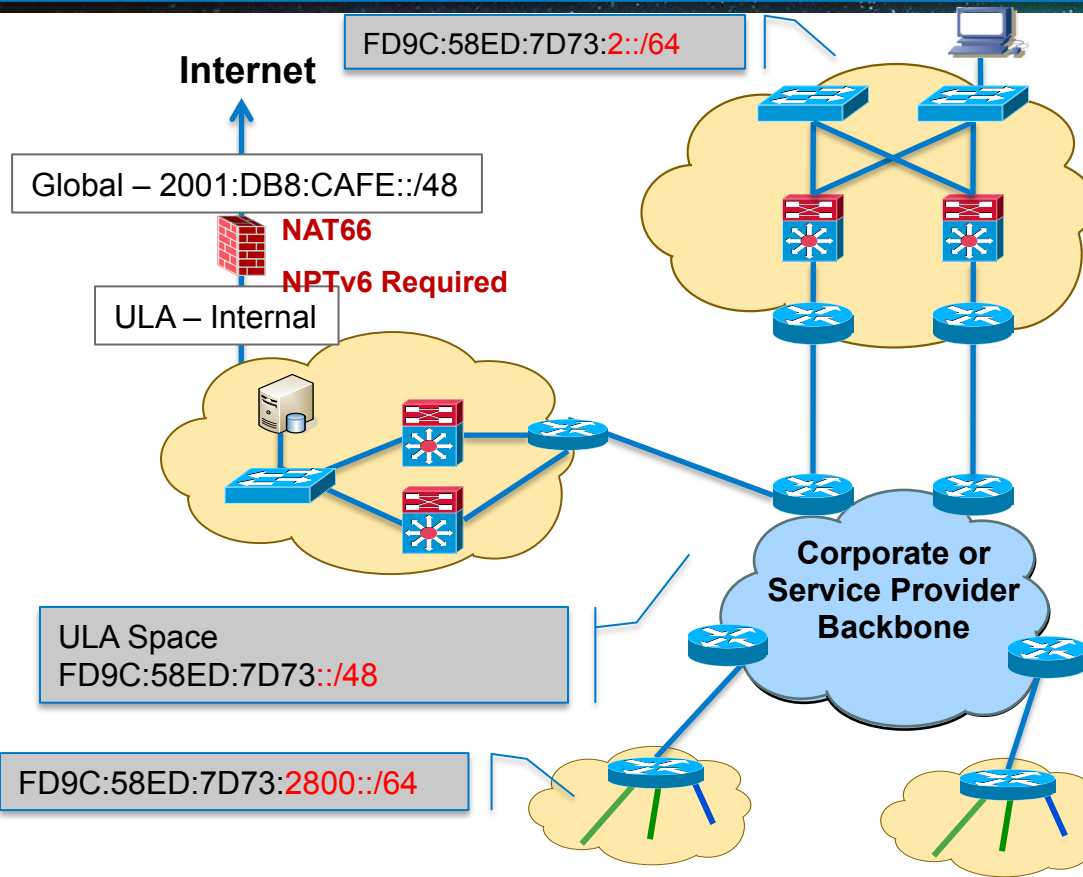 FD9C:58ED:7D73:2::/64
Internet
Global – 2001:DB8:CAFE::/48
NAT66
NPTv6 Required
ULA – Internal
Corporate or
Service Provider
Backbone
ULA Space
FD9C:58ED:7D73::/48
FD9C:58ED:7D73:2800::/64